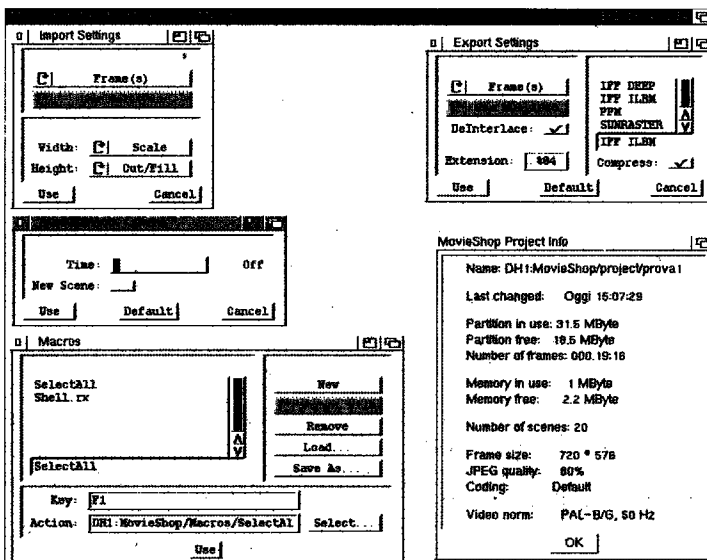 Import Settings
Frame(s)
Width: Scale
Height: Cut/Fill
Use Cancel
Export Settings
Frame(s)
DeInterlace:
Extension: %04
IFF DEEP
IFF ILBM
PPM
SUNRASTER
IFF ILBM
Compress:
Use Default Cancel
Time: Off
New Scene:
Use Default Cancel
Macros
SelectAll
Shell.rx
SelectAll
New
Remove
Load...
Save As...
Key: F1
Action: DH1:MovieShop/Macros/SelectAl Select...
Use
MovieShop Project Info
Name: DH1:MovieShop/project/prova1
Last changed: Oggi 15:07:29
Partition in use: 31.5 MByte
Partition free: 19.5 MByte
Number of frames: 000.19:16
Memory in use: 1 MByte
Memory free: 2.2 MByte
Number of scenes: 20
Frame size: 720 * 576
JPEG quality: 80%
Coding: Default
Video norm: PAL-B/G, 50 Hz
OK